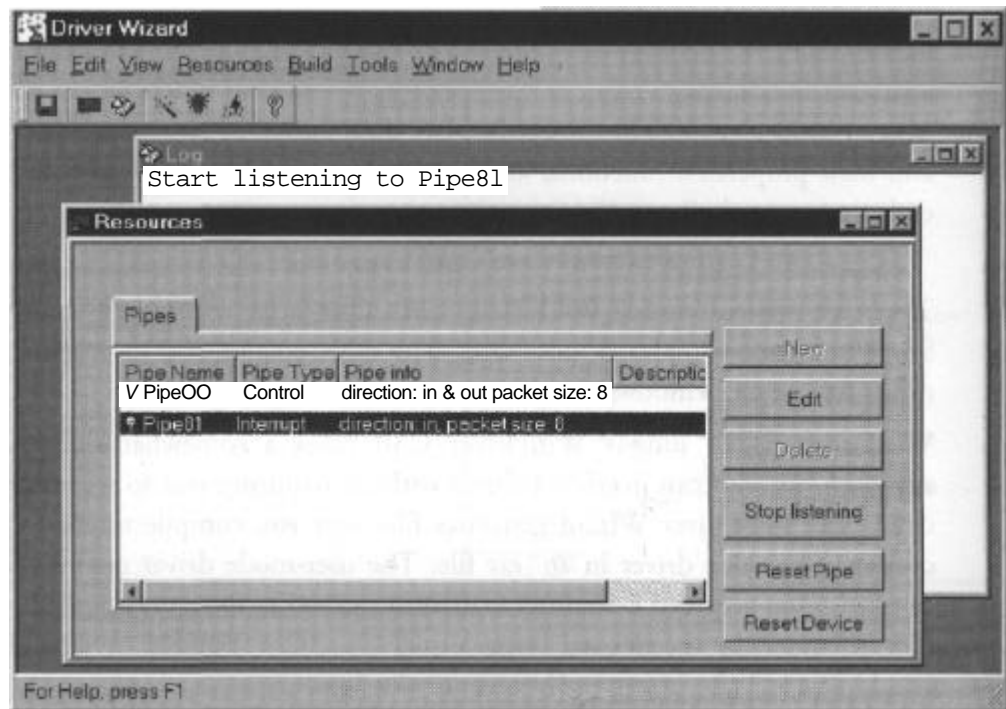 Driver Wizard
File Edit View Resources Build Tools Window Help
Log
Start listening to Pipe8l
Resources
Pipes
Pipe Name Pipe Type Pipe info Descriptic
V PipeOO Control direction: in & out packet size: 8
Pipe81 Interrupt direction: in, packet size: 8
New
Edit
Delete
Stop listening
Reset Pipe
Reset Device
For Help, press F1